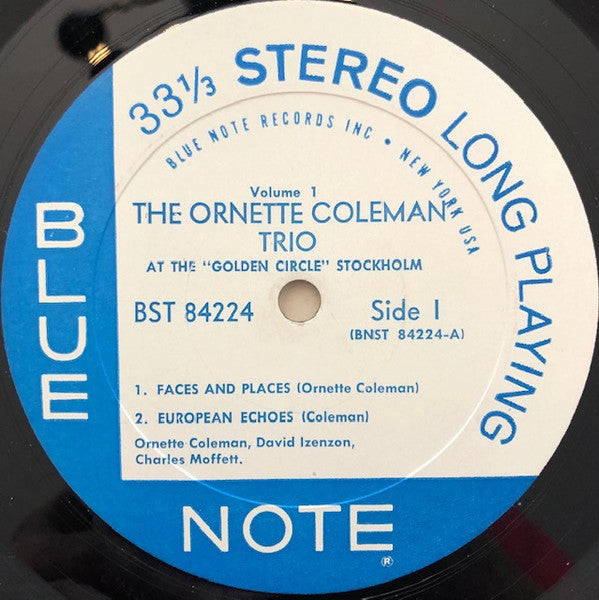 33⅓ STEREO LONG PLAYING
BLUE NOTE RECORDS INC • NEW YORK USA
Volume 1
THE ORNETTE COLEMAN
TRIO
AT THE "GOLDEN CIRCLE" STOCKHOLM
BST 84224
Side 1
(BNST 84224-A)
1. FACES AND PLACES (Ornette Coleman)
2. EUROPEAN ECHOES (Coleman)
Ornette Coleman, David Izenzon,
Charles Moffett.
BLUE
NOTE®